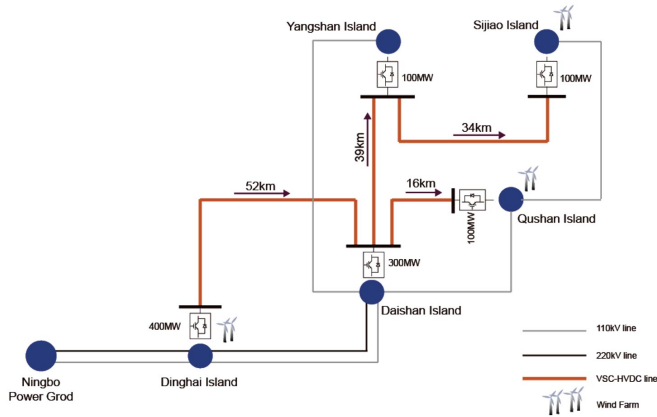 Yangshan Island
Sijiao Island
100MW
100MW
34km
39km
52km
16km
100MW
Qushan Island
300MW
Daishan Island
400MW
Ningbo
Power Grod
Dinghai Island
110kV line
220kV line
VSC-HVDC line
Wind Farm